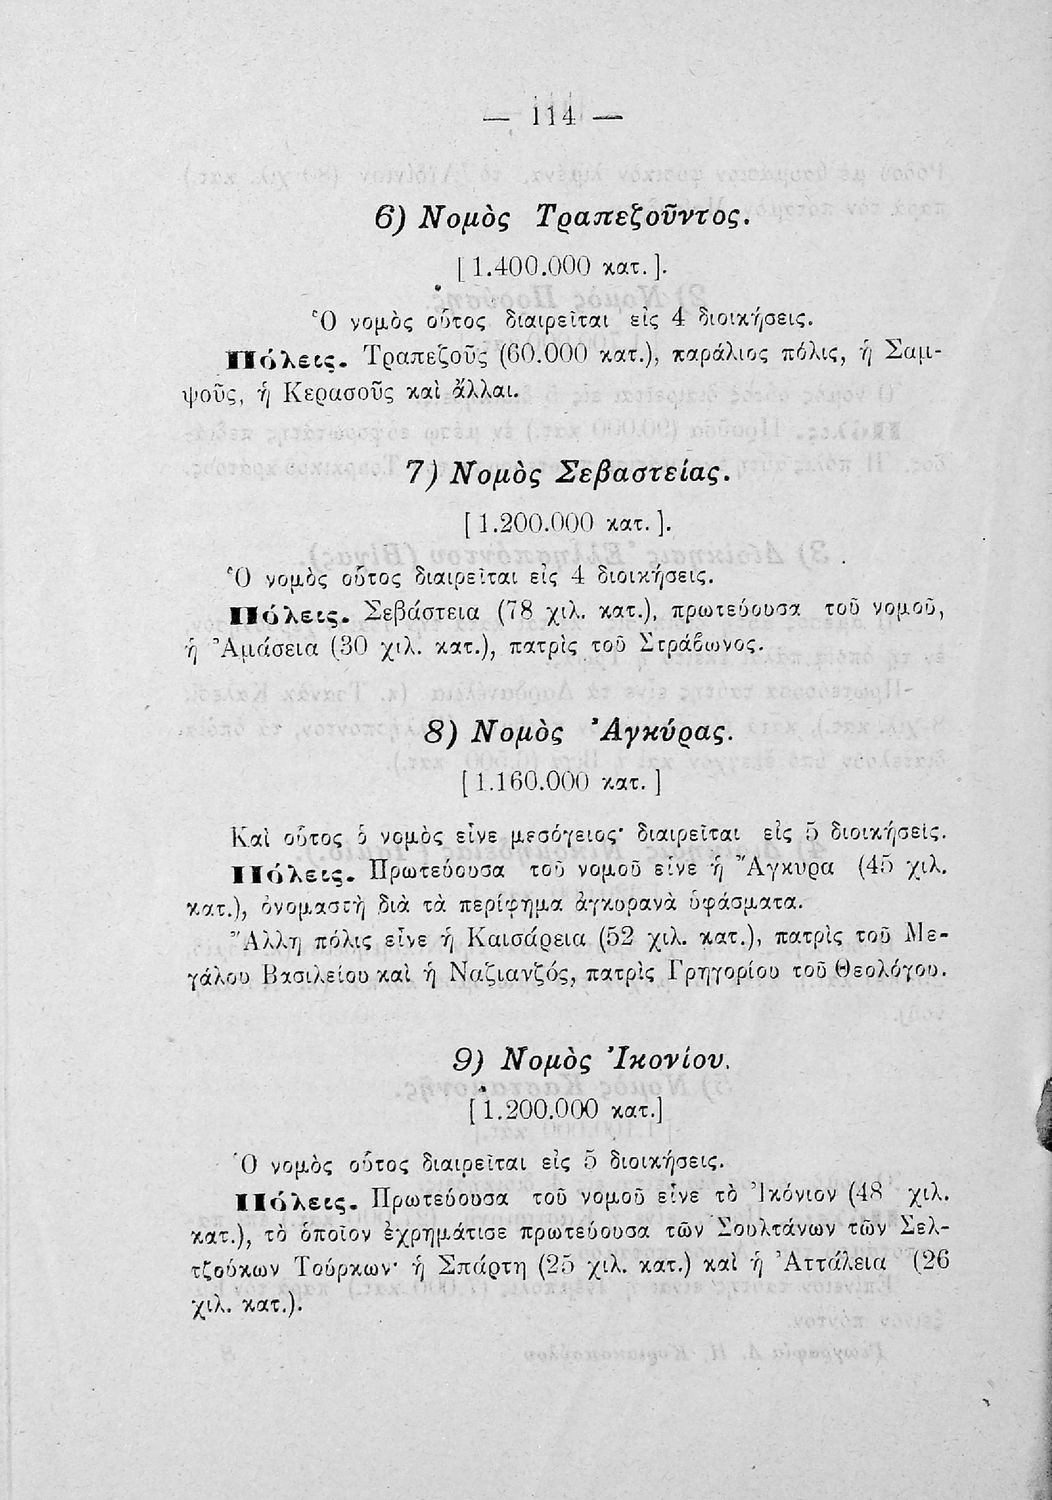 — 114 —
6) Νομὸς Τραπεζοῦντος.
[1.400.000 κατ.].
Ὁ νομὸς οὗτος διαιρεῖται εἰς 4 διοικήσεις.
Πόλεις. Τραπεζοῦς (60.000 κατ.), παράλιος πόλις, ἡ Σαμ-
ψοῦς, ἡ Κερασοῦς καὶ ἄλλαι.
7) Νομὸς Σεβαστείας.
[1.200.000 κατ.].
Ὁ νομὸς οὗτος διαιρεῖται εἰς 4 διοικήσεις.
Πόλεις. Σεβάστεια (78 χιλ. κατ.), πρωτεύουσα τοῦ νομοῦ,
ἡ Ἀμάσεια (30 χιλ. κατ.), πατρὶς τοῦ Στράβωνος.
8) Νομὸς Ἀγκύρας.
[1.160.000 κατ.]
Καὶ οὗτος ὁ νομὸς εἶνε μεσόγειος· διαιρεῖται εἰς 5 διοικήσεις.
Πόλεις. Πρωτεύουσα τοῦ νομοῦ εἶνε ἡ Ἄγκυρα (45 χιλ.
κατ.), ὀνομαστὴ διὰ τὰ περίφημα ἀγκυρανὰ ὑφάσματα.
Ἄλλη πόλις εἶνε ἡ Καισάρεια (52 χιλ. κατ.), πατρὶς τοῦ Με-
γάλου Βασιλείου καὶ ἡ Ναζιανζός, πατρὶς Γρηγορίου τοῦ Θεολόγου.
9) Νομὸς Ἰκονίου.
[1.200.000 κατ.]
Ὁ νομὸς οὗτος διαιρεῖται εἰς 5 διοικήσεις.
Πόλεις. Πρωτεύουσα τοῦ νομοῦ εἶνε τὸ Ἰκόνιον (48 χιλ.
κατ.), τὸ ὁποῖον ἐχρημάτισε πρωτεύουσα τῶν Σουλτάνων τῶν Σελ-
τζούκων Τούρκων· ἡ Σπάρτη (25 χιλ. κατ.) καὶ ἡ Ἀττάλεια (26
χιλ. κατ.).